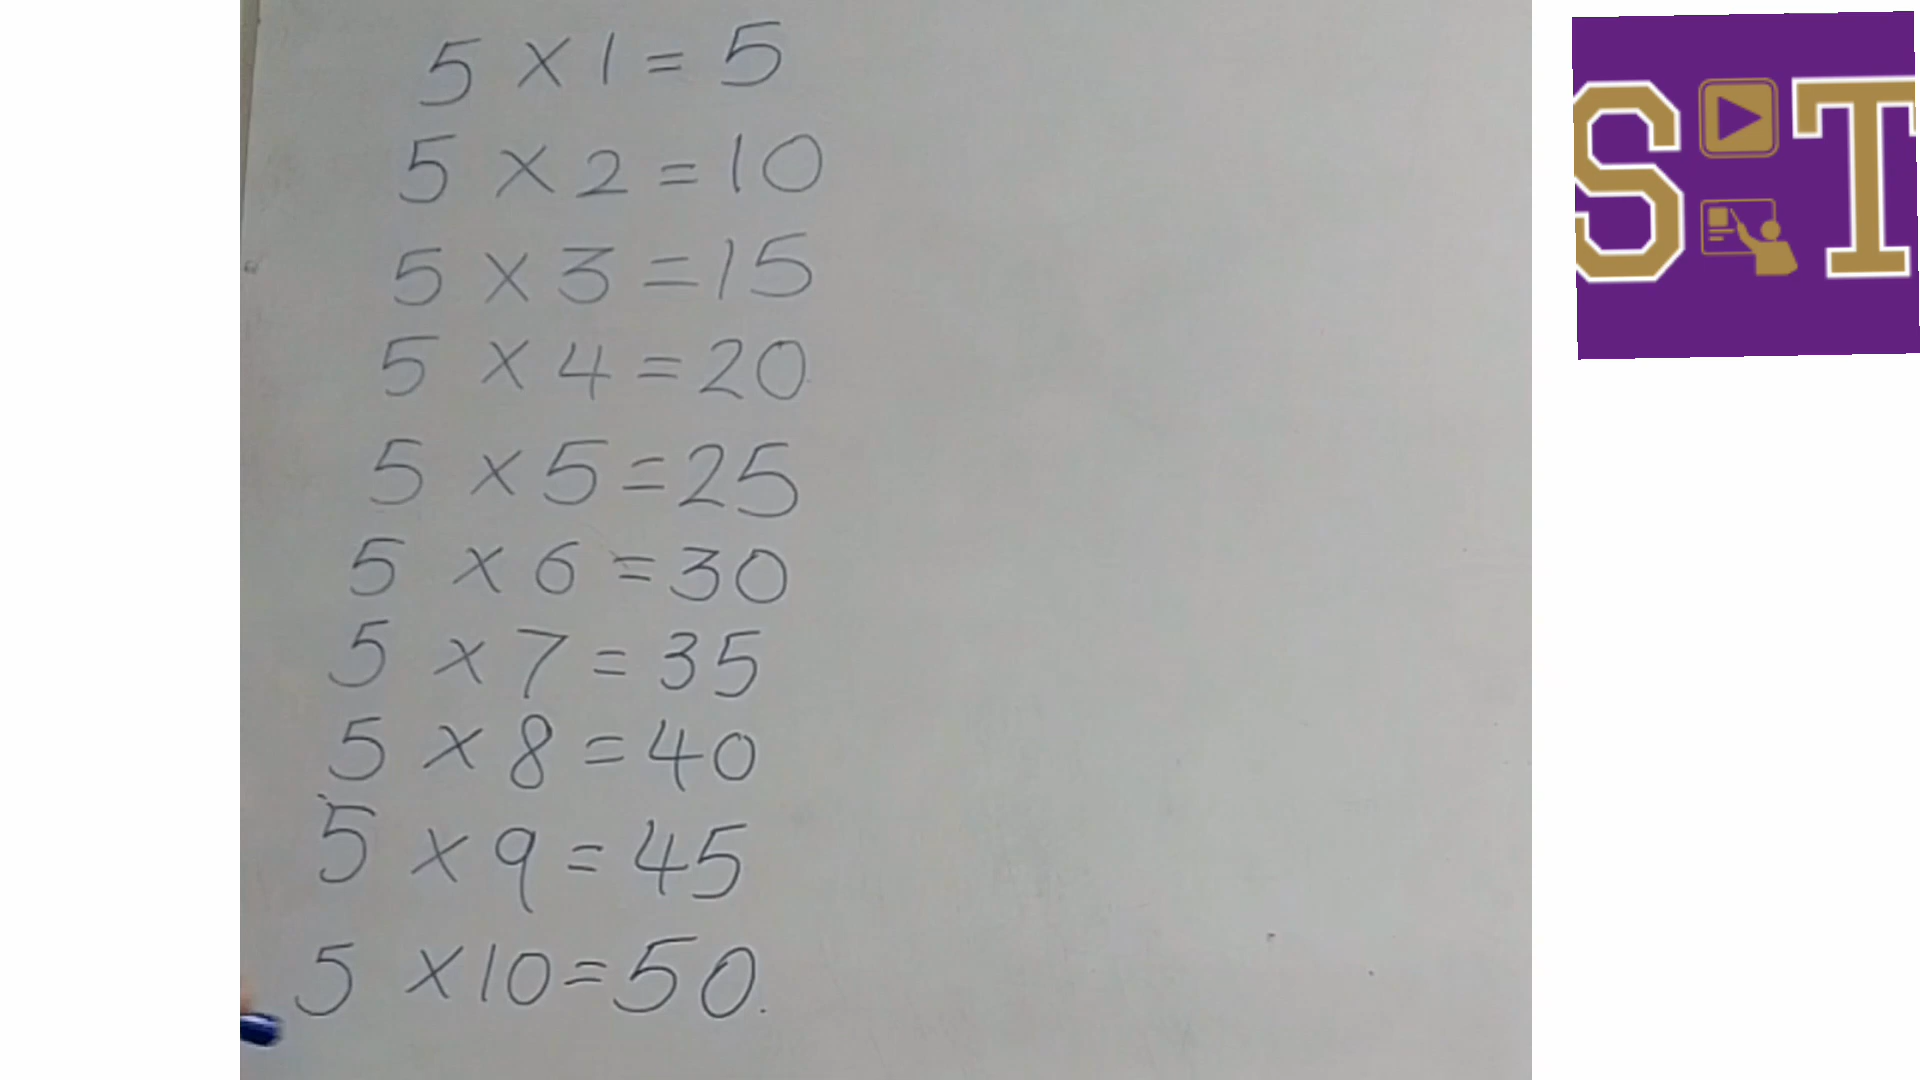 5 × 1 = 5
5 × 2 = 10
5 × 3 = 15
5 × 4 = 20
5 × 5 = 25
5 × 6 = 30
5 × 7 = 35
5 × 8 = 40
5 × 9 = 45
5 × 10 = 50.
S T